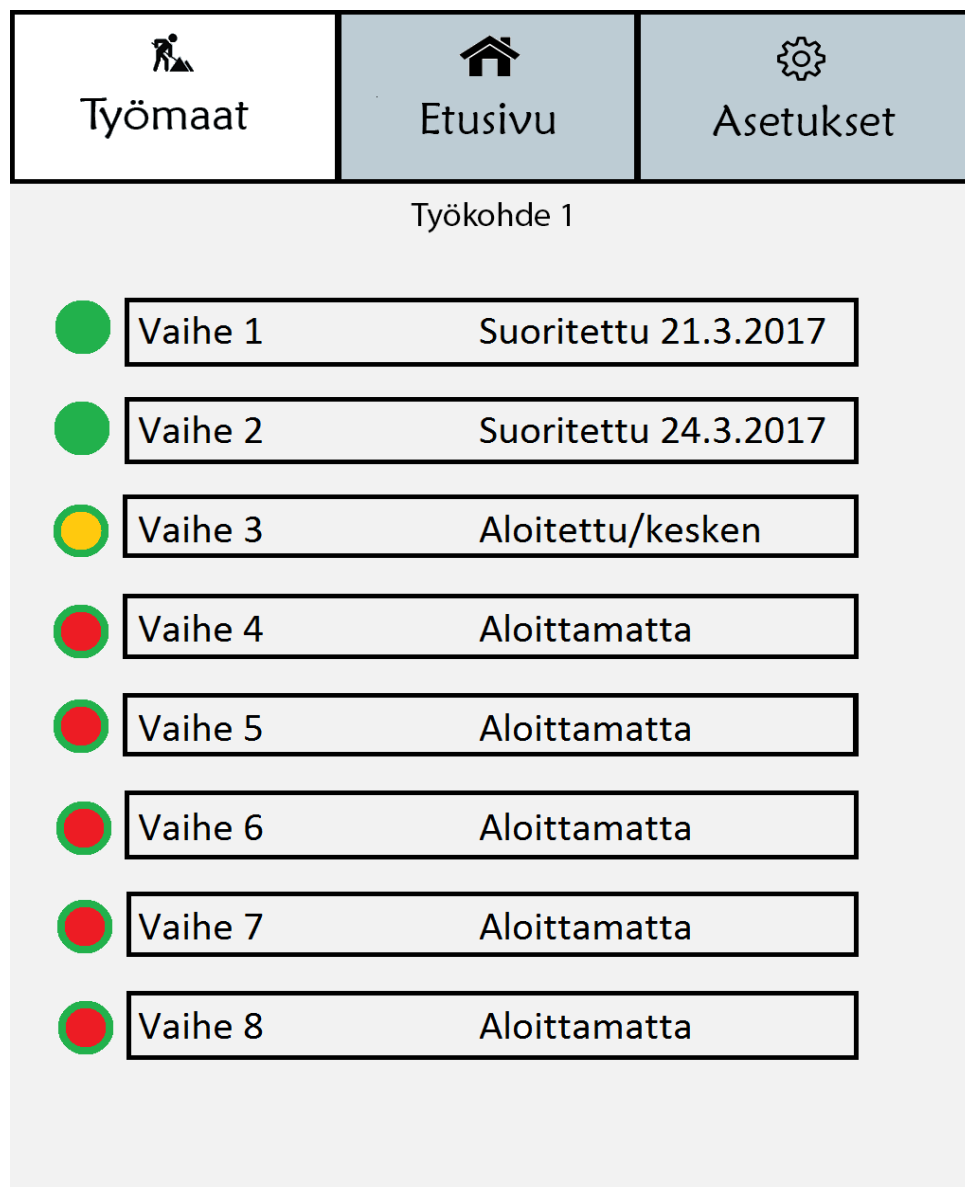 Työmaat
Etusivu
Asetukset
Työkohde 1
Vaihe 1 Suoritettu 21.3.2017
Vaihe 2 Suoritettu 24.3.2017
Vaihe 3 Aloitettu/kesken
Vaihe 4 Aloittamatta
Vaihe 5 Aloittamatta
Vaihe 6 Aloittamatta
Vaihe 7 Aloittamatta
Vaihe 8 Aloittamatta